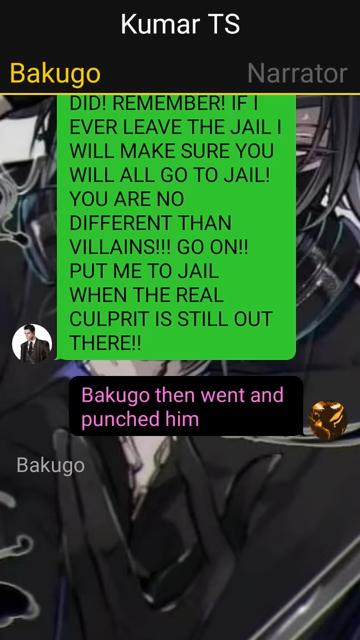 Kumar TS
Bakugo Narrator
DID! REMEMBER! IF I
EVER LEAVE THE JAIL I
WILL MAKE SURE YOU
WILL ALL GO TO JAIL!
YOU ARE NO
DIFFERENT THAN
VILLAINS!!! GO ON!!
PUT ME TO JAIL
WHEN THE REAL
CULPRIT IS STILL OUT
THERE!!
Bakugo then went and
punched him
Bakugo